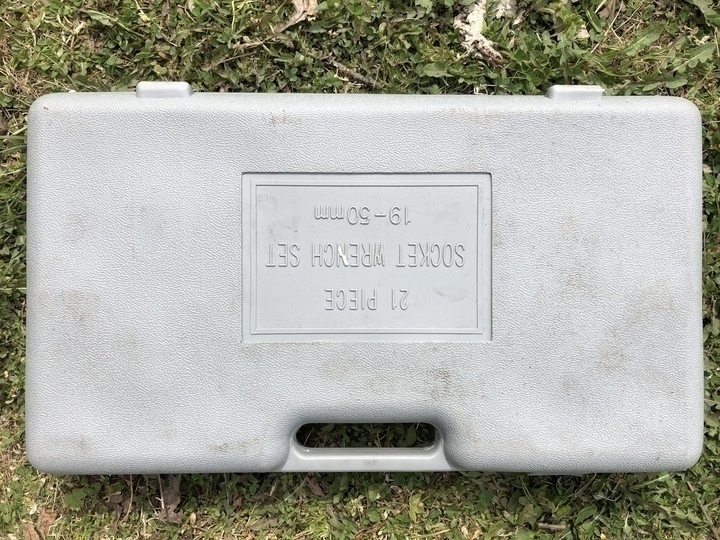 21 PIECE
SOCKET WRENCH SET
19-50mm